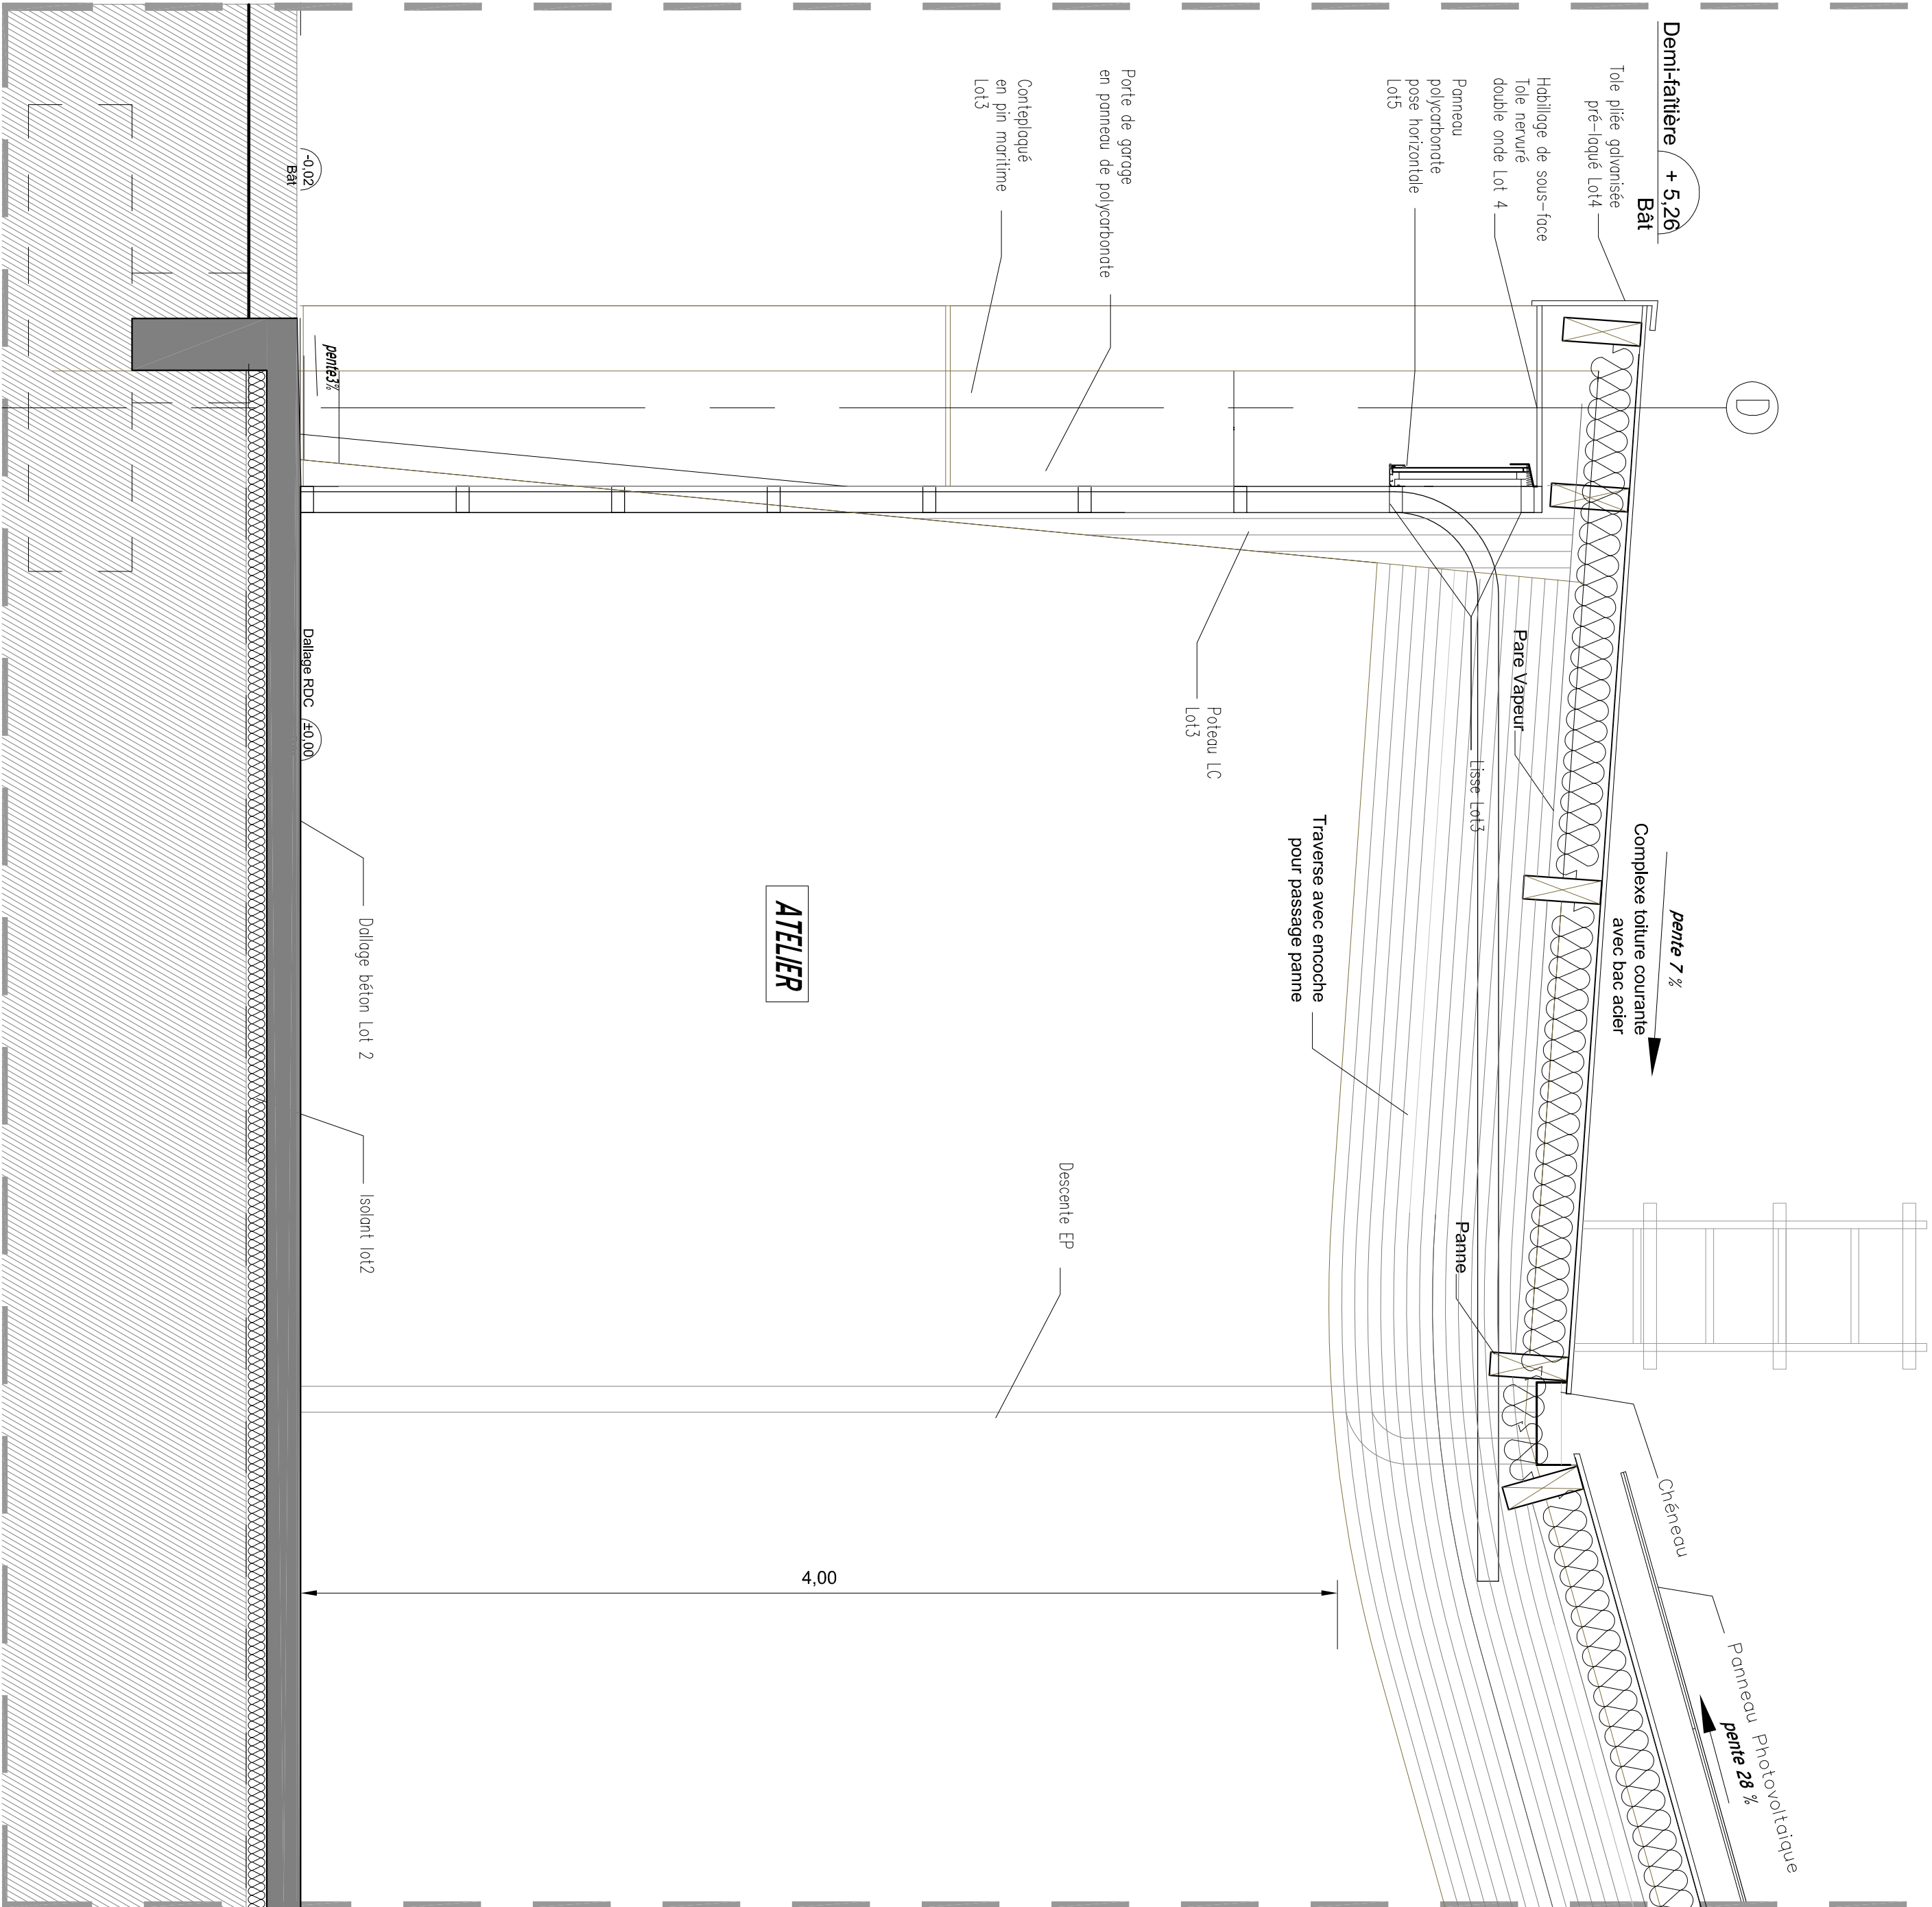 Demi-faîtière + 5,26
Bât
Tole pliée galvanisée
pré-laqué Lot4
Habillage de sous-face
Tole nervuré
double onde Lot 4
Panneau
polycarbonate
pose horizontale
Lot5
Porte de garage
en panneau de polycarbonate
Conteplaqué
en pin maritime
Lot3
-0,02
Bât
pente3%
D
pente 7 %
Complexe toiture courante
avec bac acier
Pare Vapeur
Lisse Lot3
Poteau LC
Lot3
Traverse avec encoche
pour passage panne
Dallage RDC ±0,00
ATELIER
Dallage béton Lot 2
Isolant lot2
Descente EP
Panne
Chéneau
Panneau Photovoltaique
pente 28 %
4,00